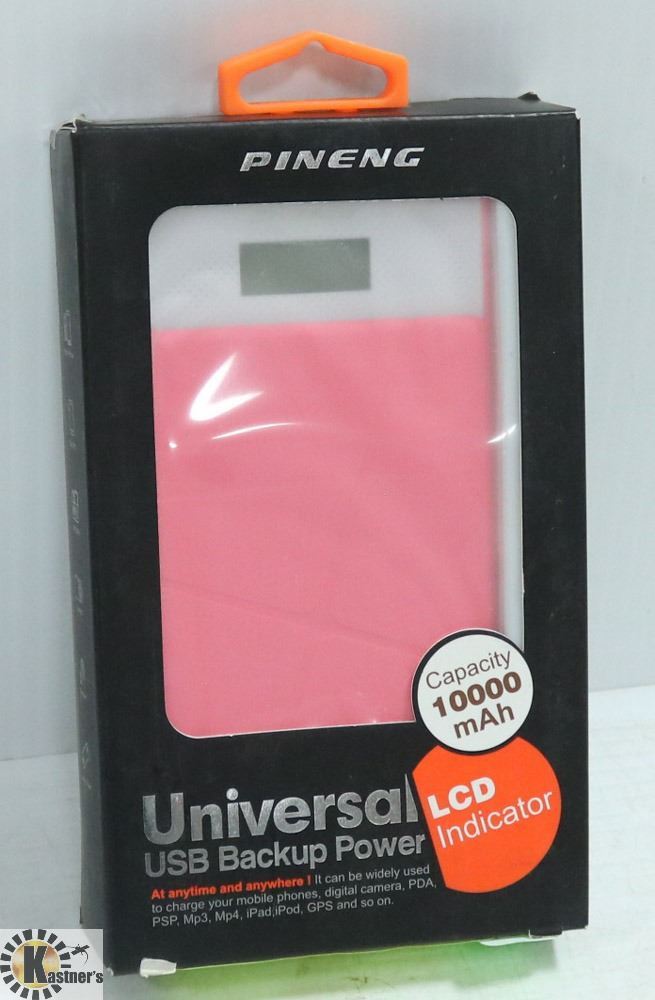 PINENG
Capacity
10000
mAh
LCD
Indicator
Universal
USB Backup Power
At anytime and anywhere ! It can be widely used
to charge your mobile phones, digital camera, PDA,
PSP, Mp3, Mp4, iPad,iPod, GPS and so on.
Kastner's